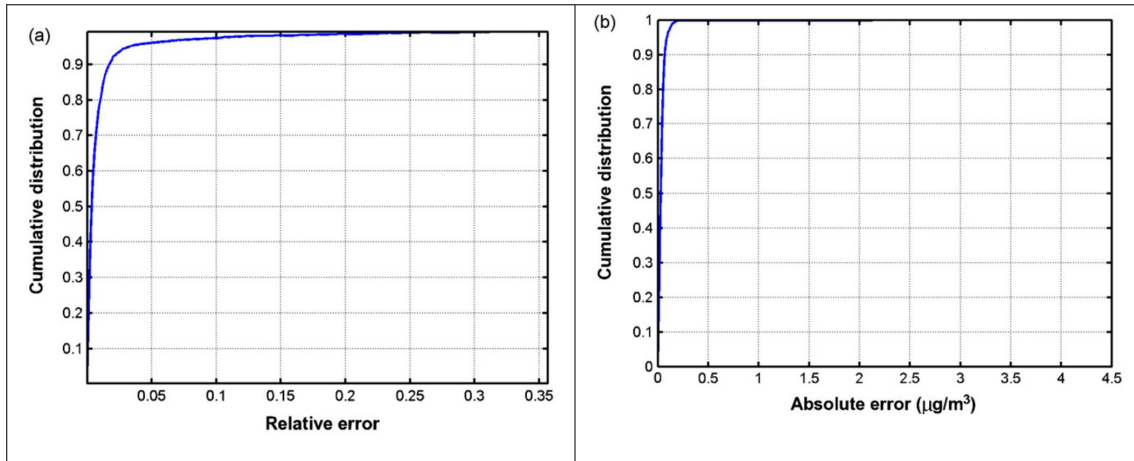 (a)
Cumulative distribution
0.9
0.8
0.7
0.6
0.5
0.4
0.3
0.2
0.1
0.05 0.1 0.15 0.2 0.25 0.3 0.35
Relative error
(b)
Cumulative distribution
1
0.9
0.8
0.7
0.6
0.5
0.4
0.3
0.2
0.1
0
0 0.5 1 1.5 2 2.5 3 3.5 4 4.5
Absolute error (μg/m³)